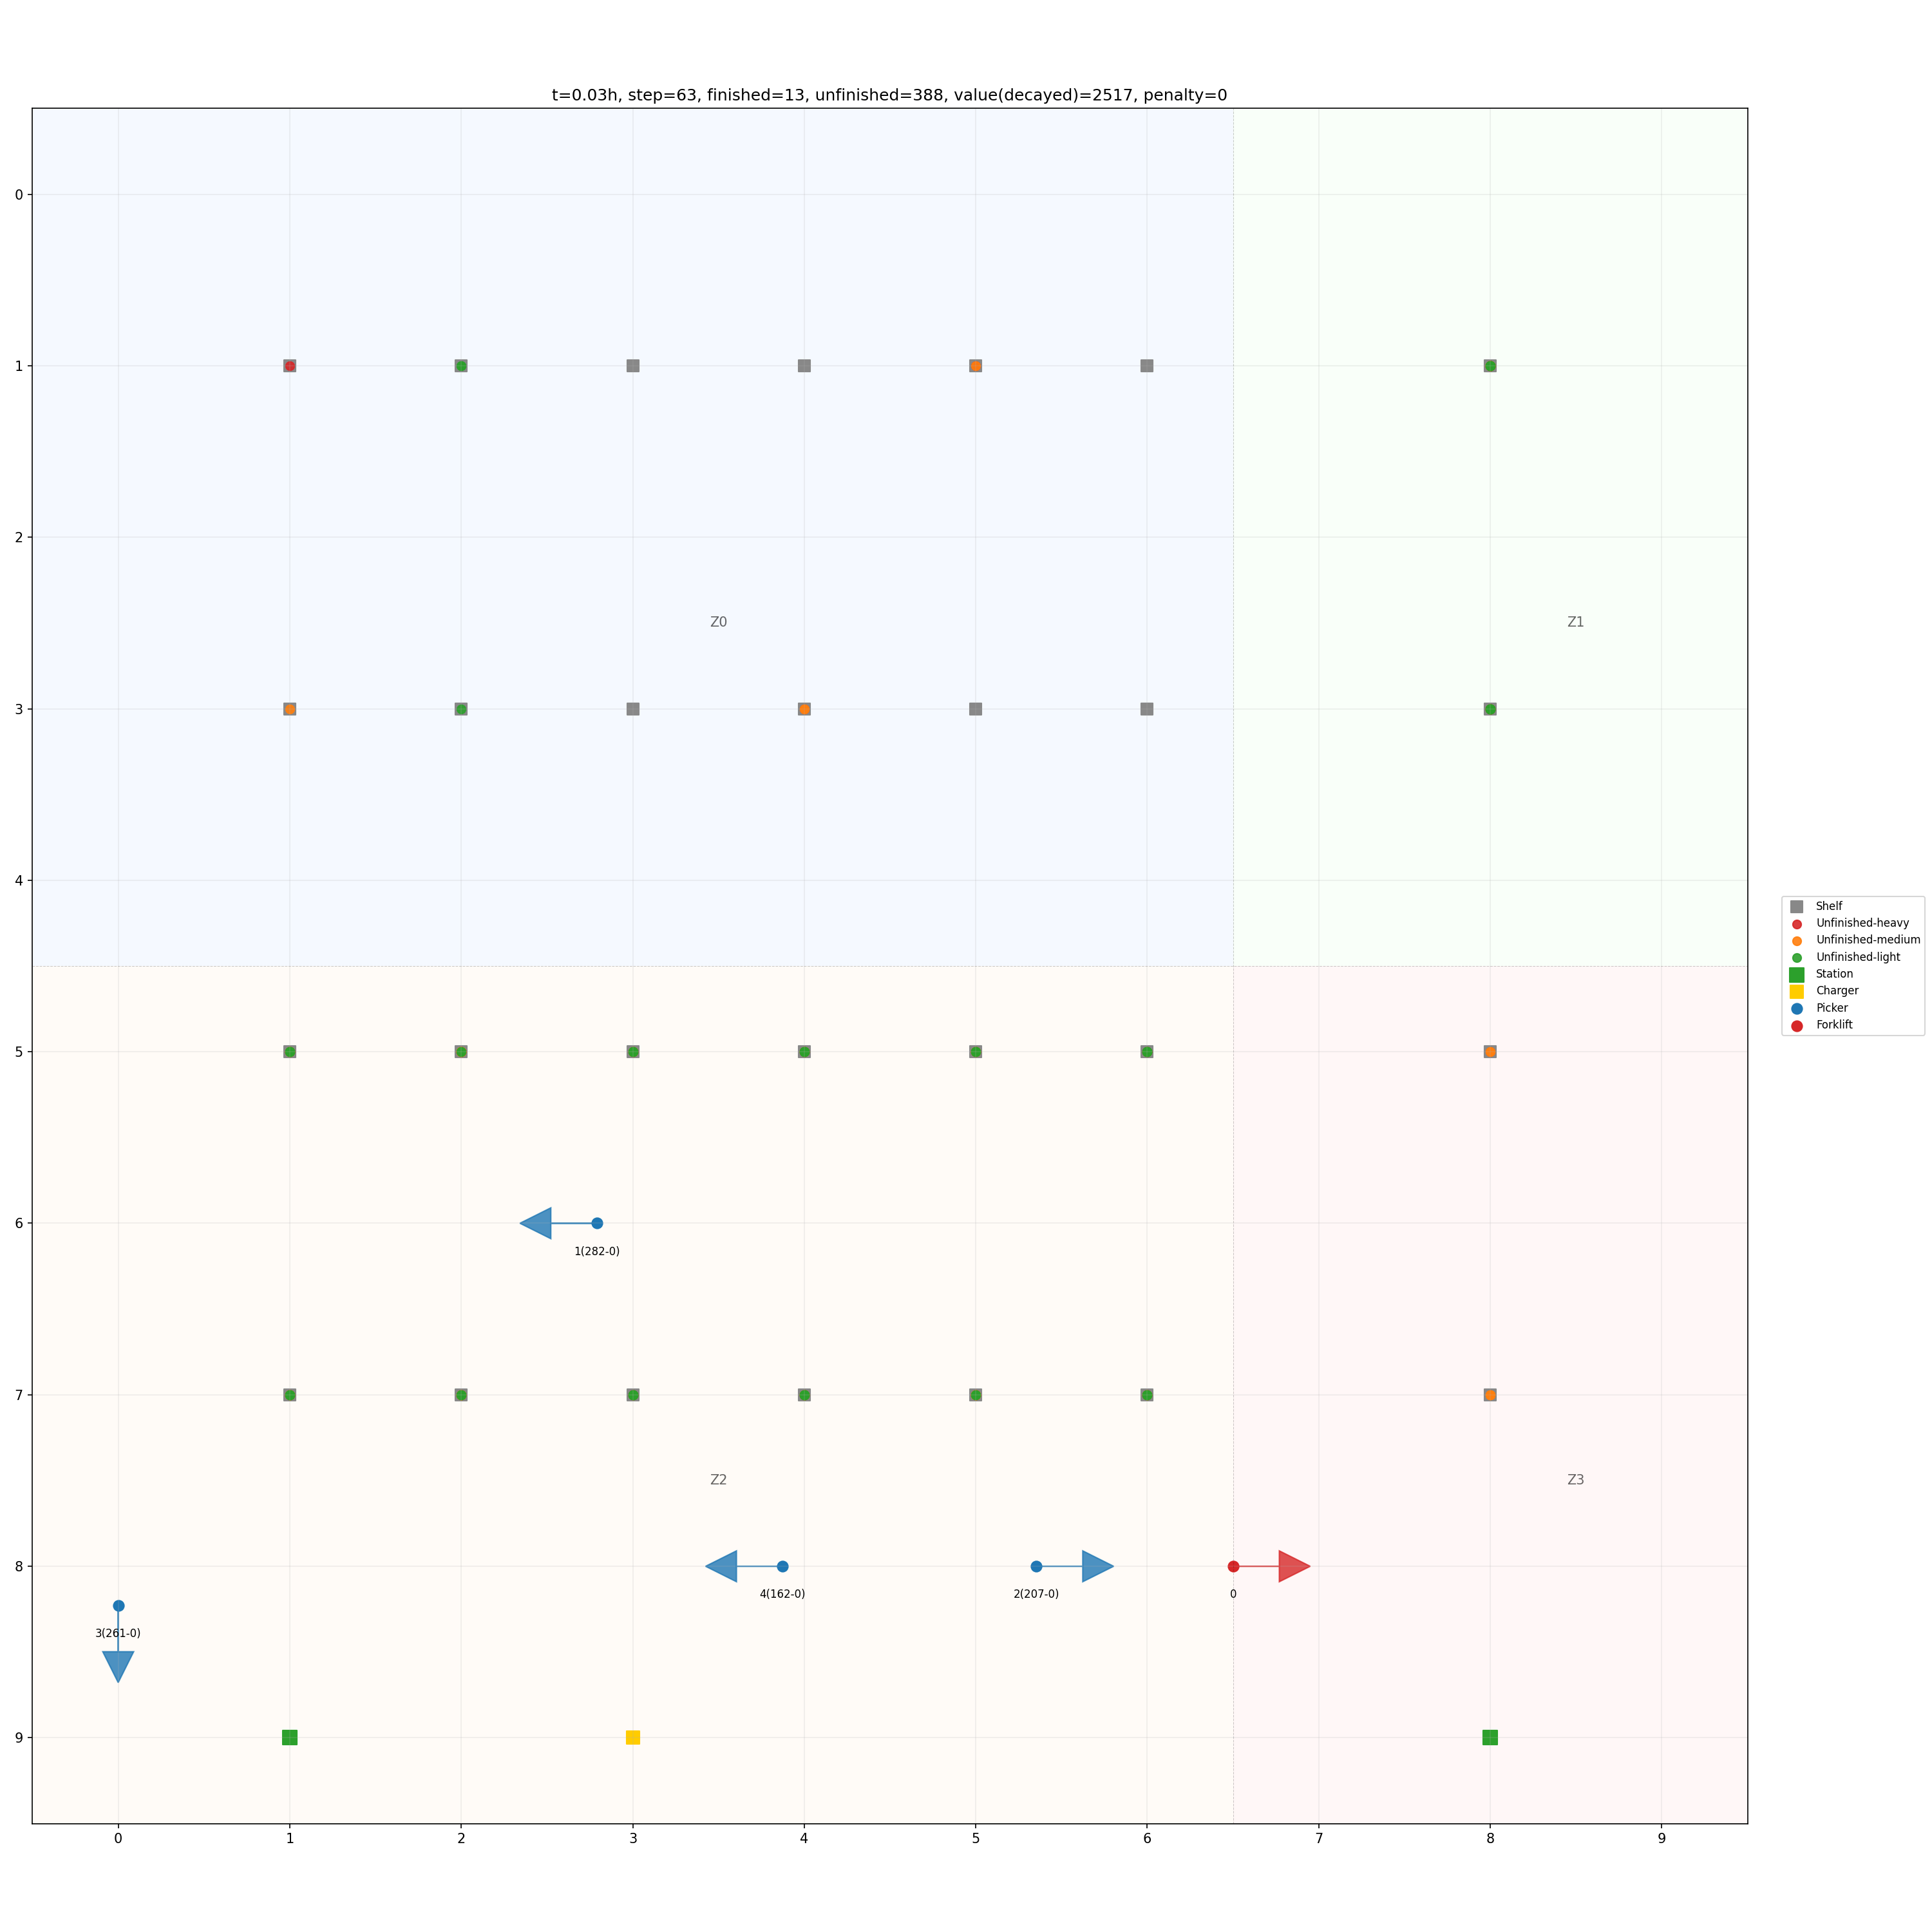 t=0.03h, step=63, finished=13, unfinished=388, value(decayed)=2517, penalty=0
0
1
2
Z0
Z1
3
4
Shelf
Unfinished-heavy
Unfinished-medium
Unfinished-light
Station
Charger
Picker
Forklift
5
6
1(282-0)
7
Z2
Z3
8
4(162-0)
2(207-0)
0
3(261-0)
9
0 1 2 3 4 5 6 7 8 9